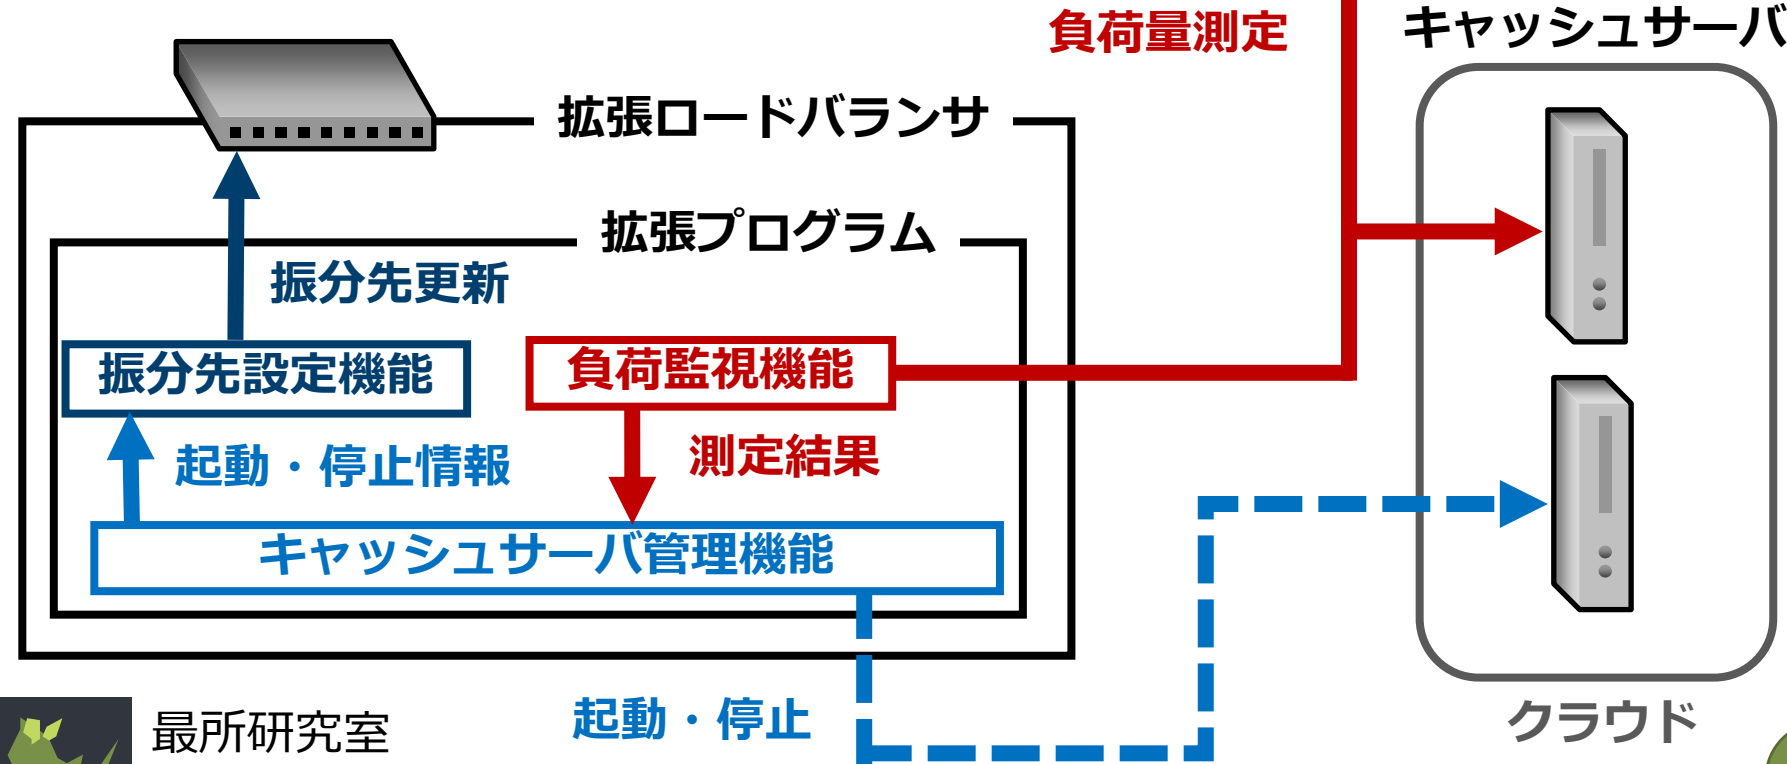 負荷量測定
キャッシュサーバ
拡張ロードバランサ
拡張プログラム
振分先更新
振分先設定機能
負荷監視機能
起動・停止情報
測定結果
キャッシュサーバ管理機能
起動・停止
クラウド
最所研究室